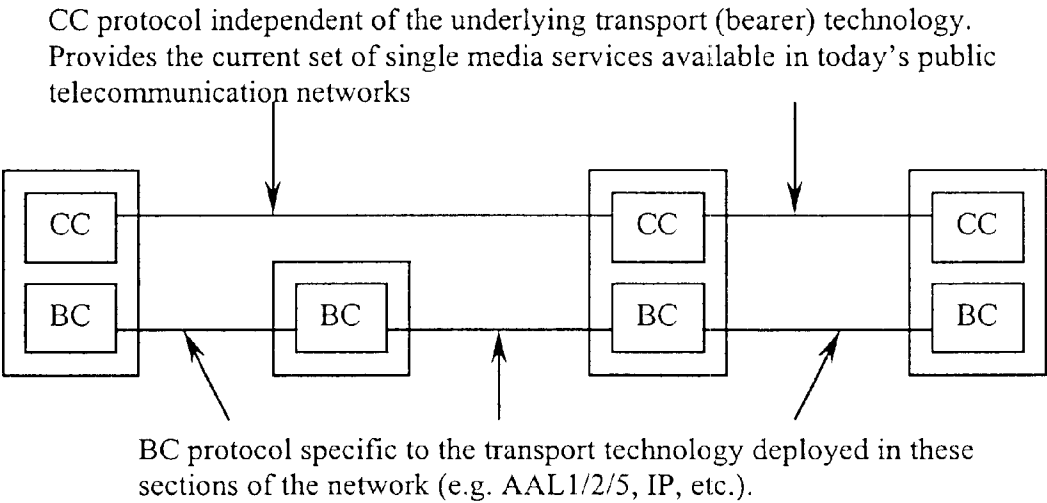 CC protocol independent of the underlying transport (bearer) technology.
Provides the current set of single media services available in today's public
telecommunication networks
CC
CC
CC
BC
BC
BC
BC
BC protocol specific to the transport technology deployed in these
sections of the network (e.g. AAL1/2/5, IP, etc.).